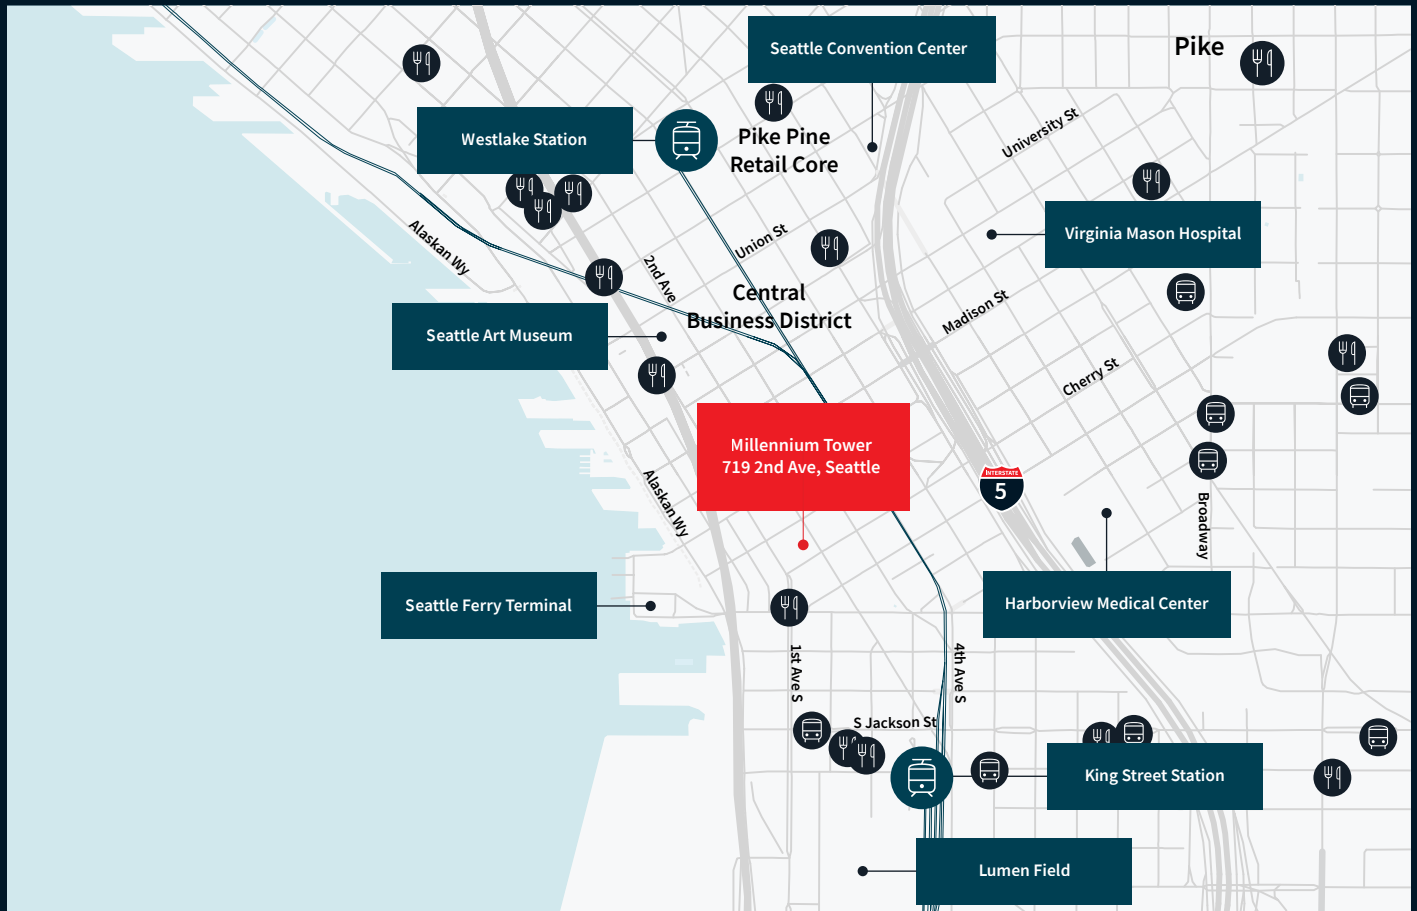 Seattle Convention Center
Pike
Westlake Station
Pike Pine
Retail Core
University St
Virginia Mason Hospital
Alaskan Wy
Union St
2nd Ave
Central
Business District
Madison St
Seattle Art Museum
Cherry St
Millennium Tower
719 2nd Ave, Seattle
INTERSTATE
5
Alaskan Wy
Broadway
Seattle Ferry Terminal
Harborview Medical Center
1st Ave S
4th Ave S
S Jackson St
King Street Station
Lumen Field